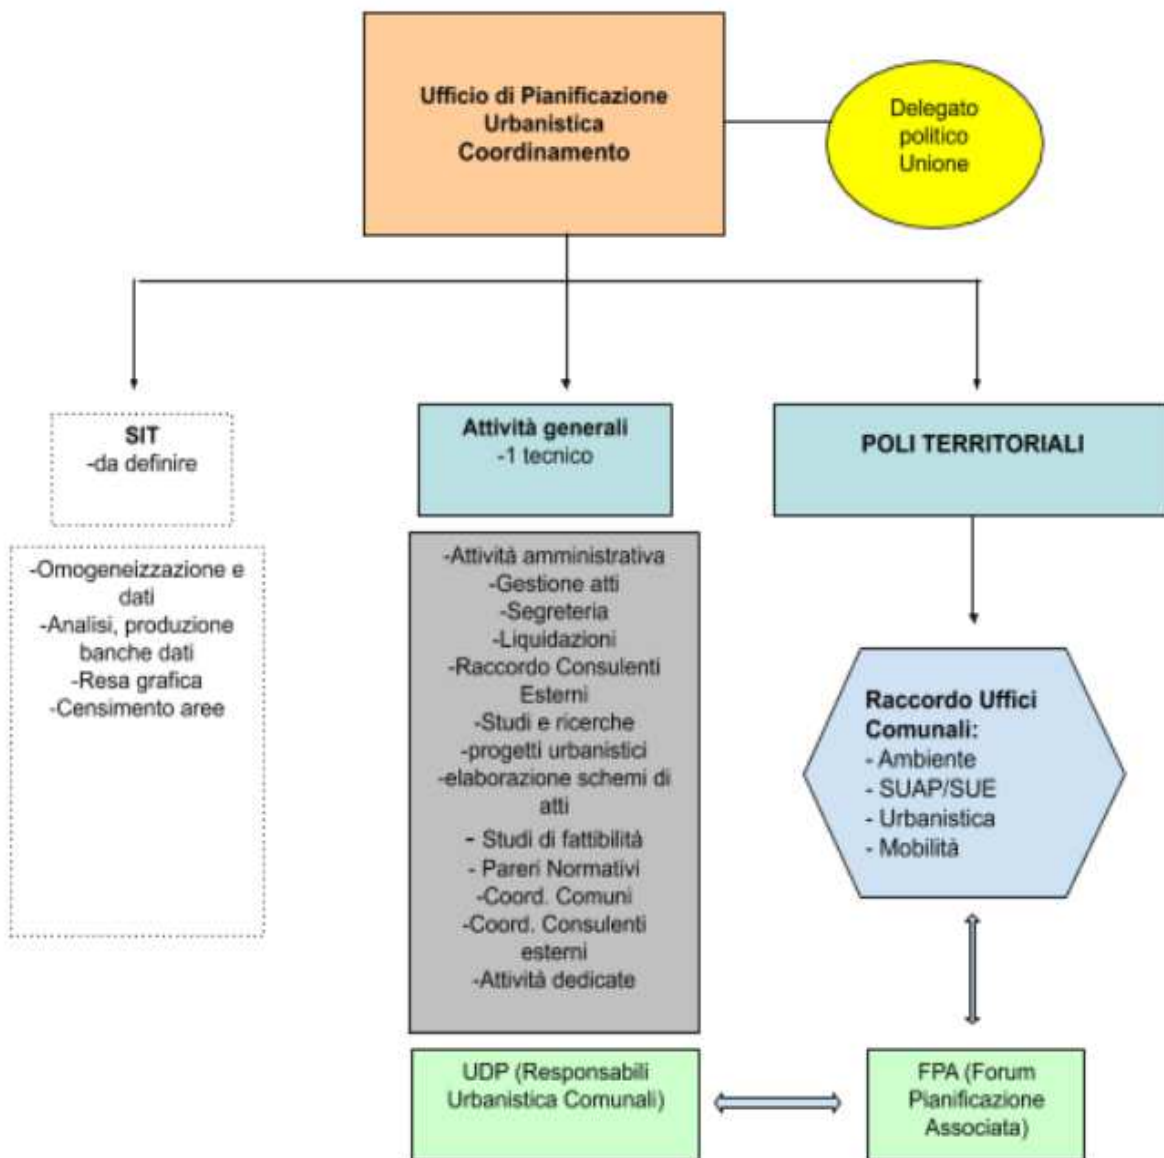 Ufficio di Pianificazione
Urbanistica
Coordinamento
Delegato
politico
Unione
SIT
-da definire
-Omogeneizzazione e
dati
-Analisi, produzione
banche dati
-Resa grafica
-Censimento aree
Attività generali
-1 tecnico
-Attività amministrativa
-Gestione atti
-Segreteria
-Liquidazioni
-Raccordo Consulenti
Esterni
-Studi e ricerche
-progetti urbanistici
-elaborazione schemi di
atti
- Studi di fattibilità
- Pareri Normativi
-Coord. Comuni
-Coord. Consulenti
esterni
-Attività dedicate
UDP (Responsabili
Urbanistica Comunali)
POLI TERRITORIALI
Raccordo Uffici
Comunali:
- Ambiente
- SUAP/SUE
- Urbanistica
- Mobilità
FPA (Forum
Pianificazione
Associata)